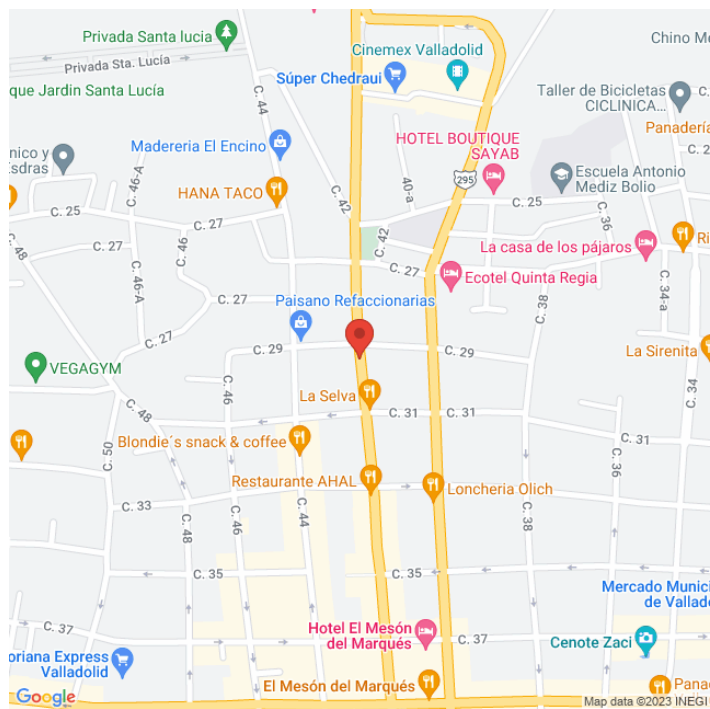 Privada Santa lucia
Privada Sta. Lucía
que Jardin Santa Lucía
C. 44
Cinemex Valladolid
Súper Chedraui
Chino Me
Taller de Bicicletas
CICLINICA...
Panadería
C. 2
Madereria El Encino
nico y
Esdras
HANA TACO
C. 46-A
C. 42
40-a
HOTEL BOUTIQUE
SAYAB
295
Escuela Antonio
Mediz Bolio
C. 25
C. 27
C. 25
C. 36
C. 48
C. 27
C. 46
C. 42
La casa de los pájaros
Ri
C. 27
Ecotel Quinta Regia
C. 46-A
C. 27
Paisano Refaccionarias
C. 38
C. 34-a
C. 27
C. 29
C. 29
La Sirenita
VEGAGYM
C. 46
La Selva
C. 34
C. 48
C. 31
C. 31
C. 31
Blondie´s snack & coffee
C. 50
Restaurante AHAL
Loncheria Olich
C. 36
C. 33
C. 44
C. 46
C. 48
C. 38
C. 35
C. 35
Mercado Munici
de Vallado
C. 37
Hotel El Mesón
del Marqués
C. 37
Cenote Zaci
oriana Express
Valladolid
El Mesón del Marqués
Pana
Google
Map data ©2023 INEGI